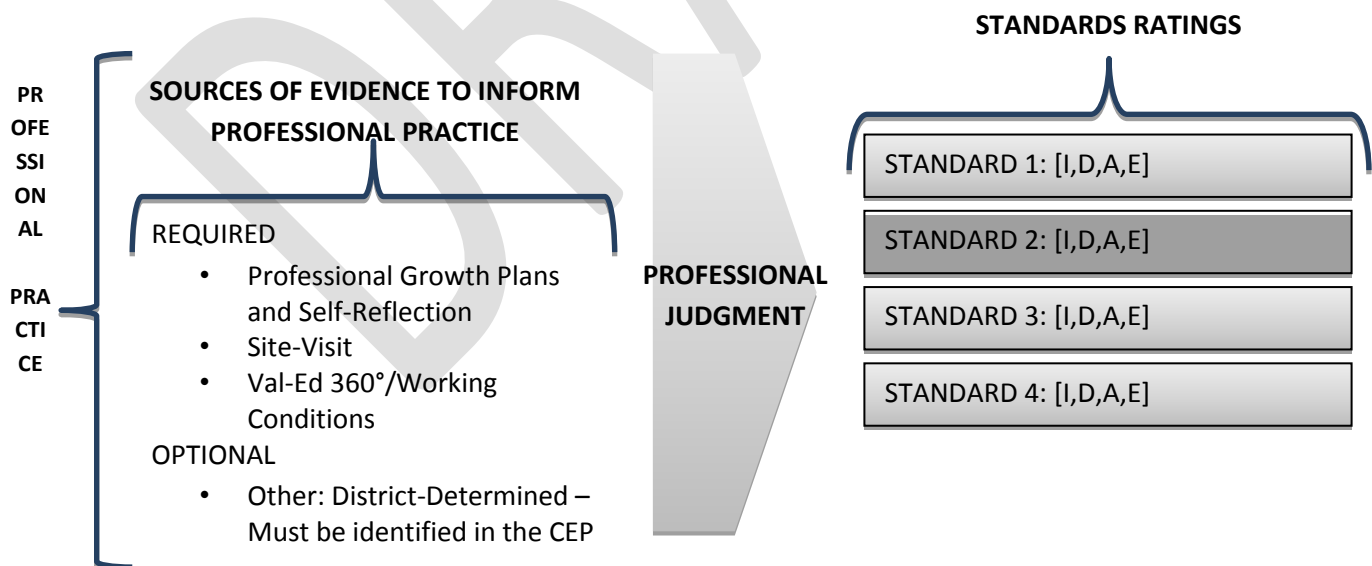 STANDARDS RATINGS
PR
OFE
SSI
ON
AL
PRA
CTI
CE
SOURCES OF EVIDENCE TO INFORM
PROFESSIONAL PRACTICE
REQUIRED
• Professional Growth Plans
and Self-Reflection
• Site-Visit
• Val-Ed 360°/Working
Conditions
OPTIONAL
• Other: District-Determined –
Must be identified in the CEP
PROFESSIONAL
JUDGMENT
STANDARD 1: [I,D,A,E]
STANDARD 2: [I,D,A,E]
STANDARD 3: [I,D,A,E]
STANDARD 4: [I,D,A,E]